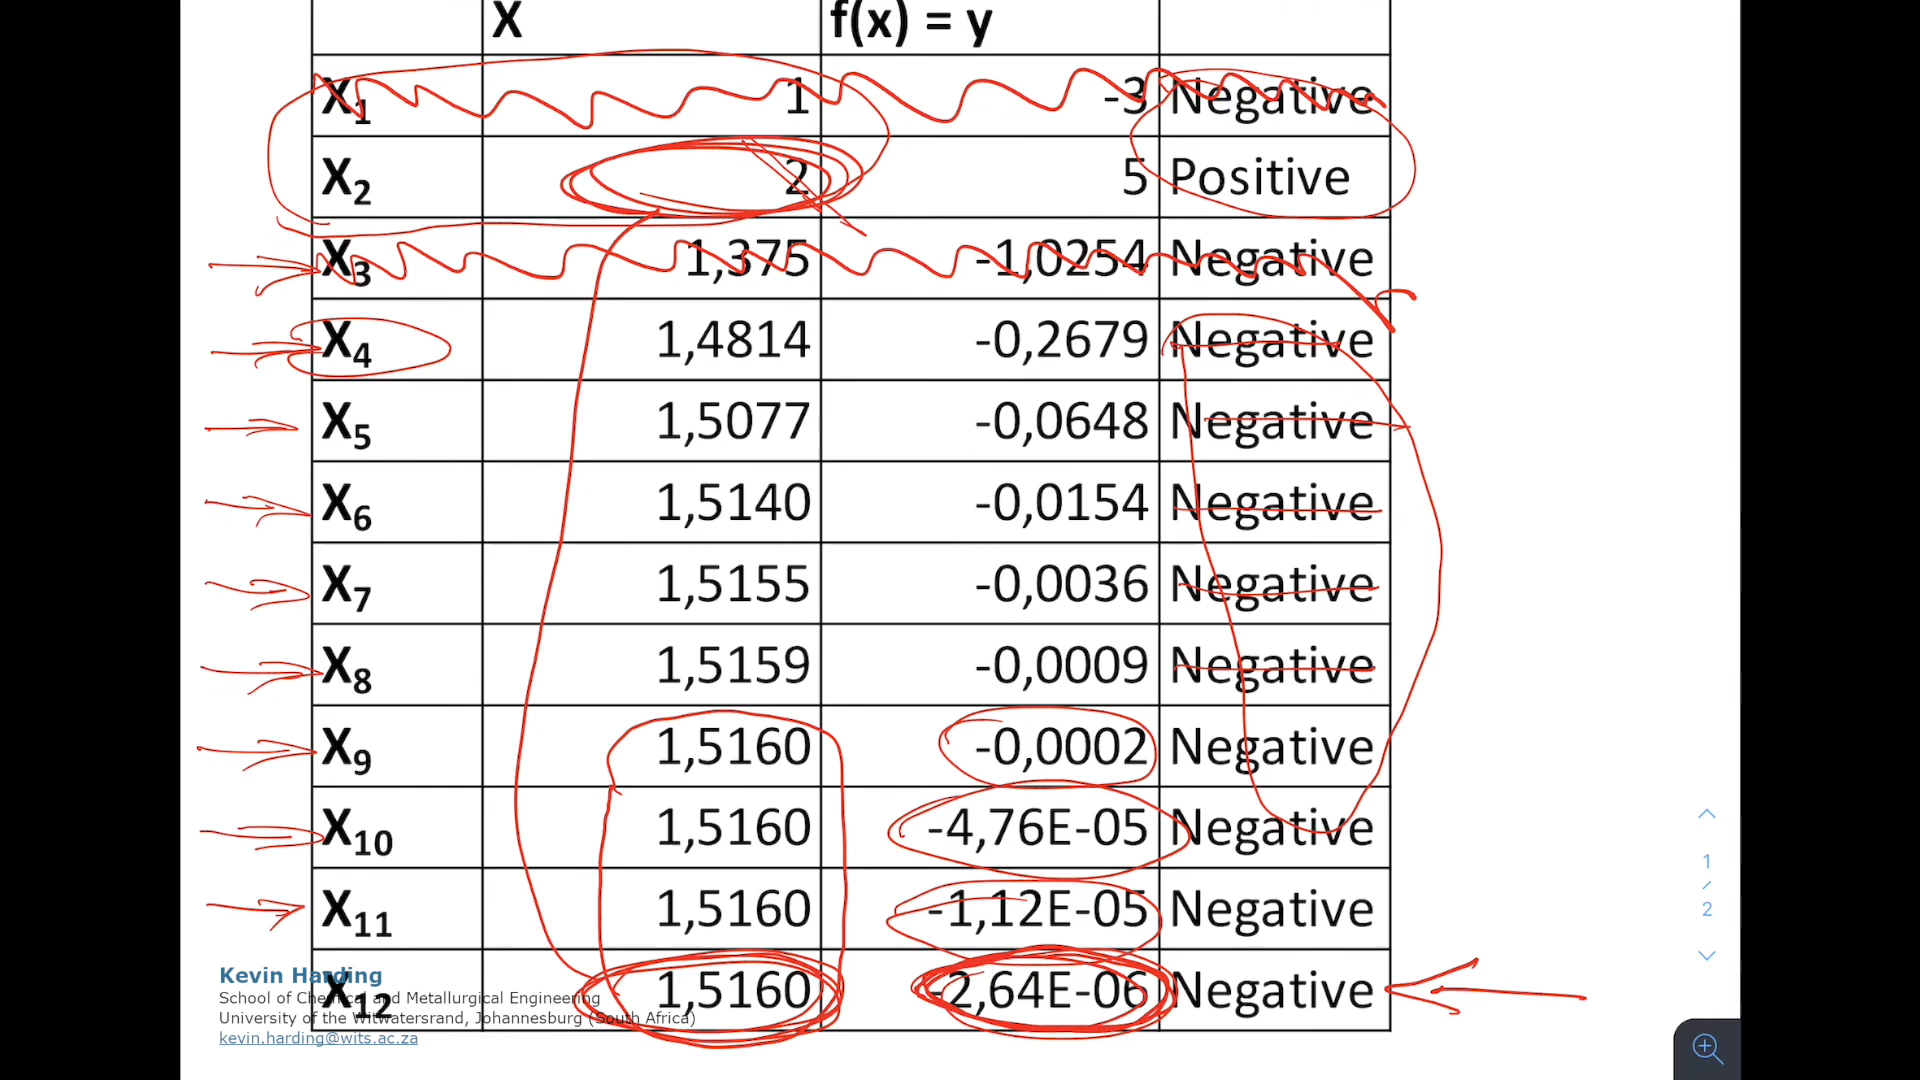 X f(x) = y
X1 1 -3 Negative
X2 2 5 Positive
X3 1,375 -1,0254 Negative
X4 1,4814 -0,2679 Negative
X5 1,5077 -0,0648 Negative
X6 1,5140 -0,0154 Negative
X7 1,5155 -0,0036 Negative
X8 1,5159 -0,0009 Negative
X9 1,5160 -0,0002 Negative
X10 1,5160 -4,76E-05 Negative
X11 1,5160 -1,12E-05 Negative
X12 1,5160 -2,64E-06 Negative
Kevin Harding
School of Chemical and Metallurgical Engineering
University of the Witwatersrand, Johannesburg (South Africa)
kevin.harding@wits.ac.za
1
/
2